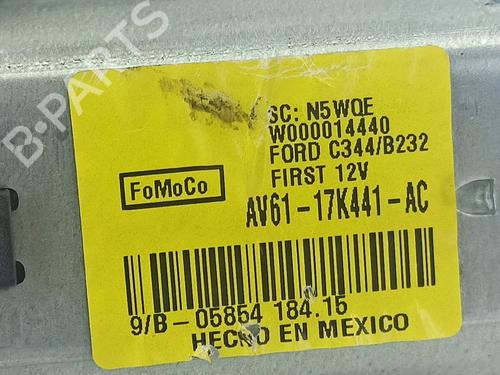 B-PARTS
SC: N5WQE
W000014440
FORD C344/B232
FIRST 12V
FoMoCo
AV61-17K441-AC
9/B-05854 184.15
HECHO EN MEXICO